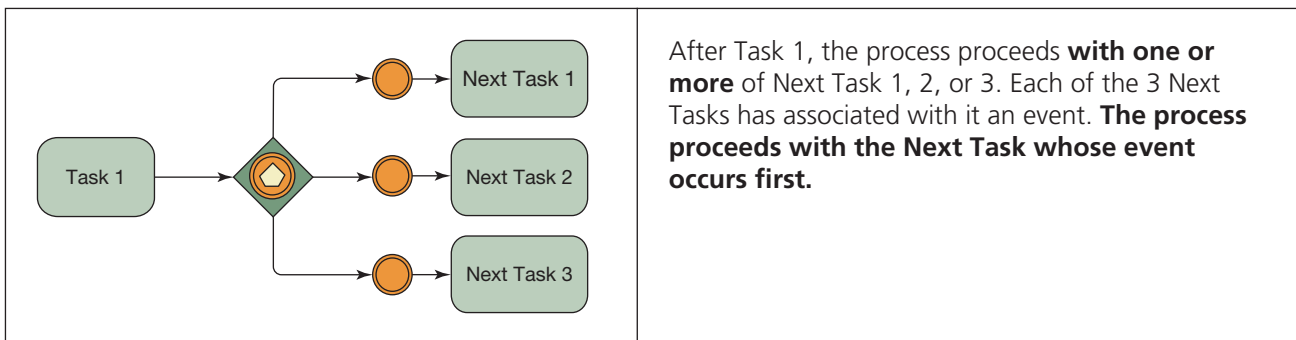 Next Task 1
Task 1
Next Task 2
Next Task 3
After Task 1, the process proceeds with one or
more of Next Task 1, 2, or 3. Each of the 3 Next
Tasks has associated with it an event. The process
proceeds with the Next Task whose event
occurs first.